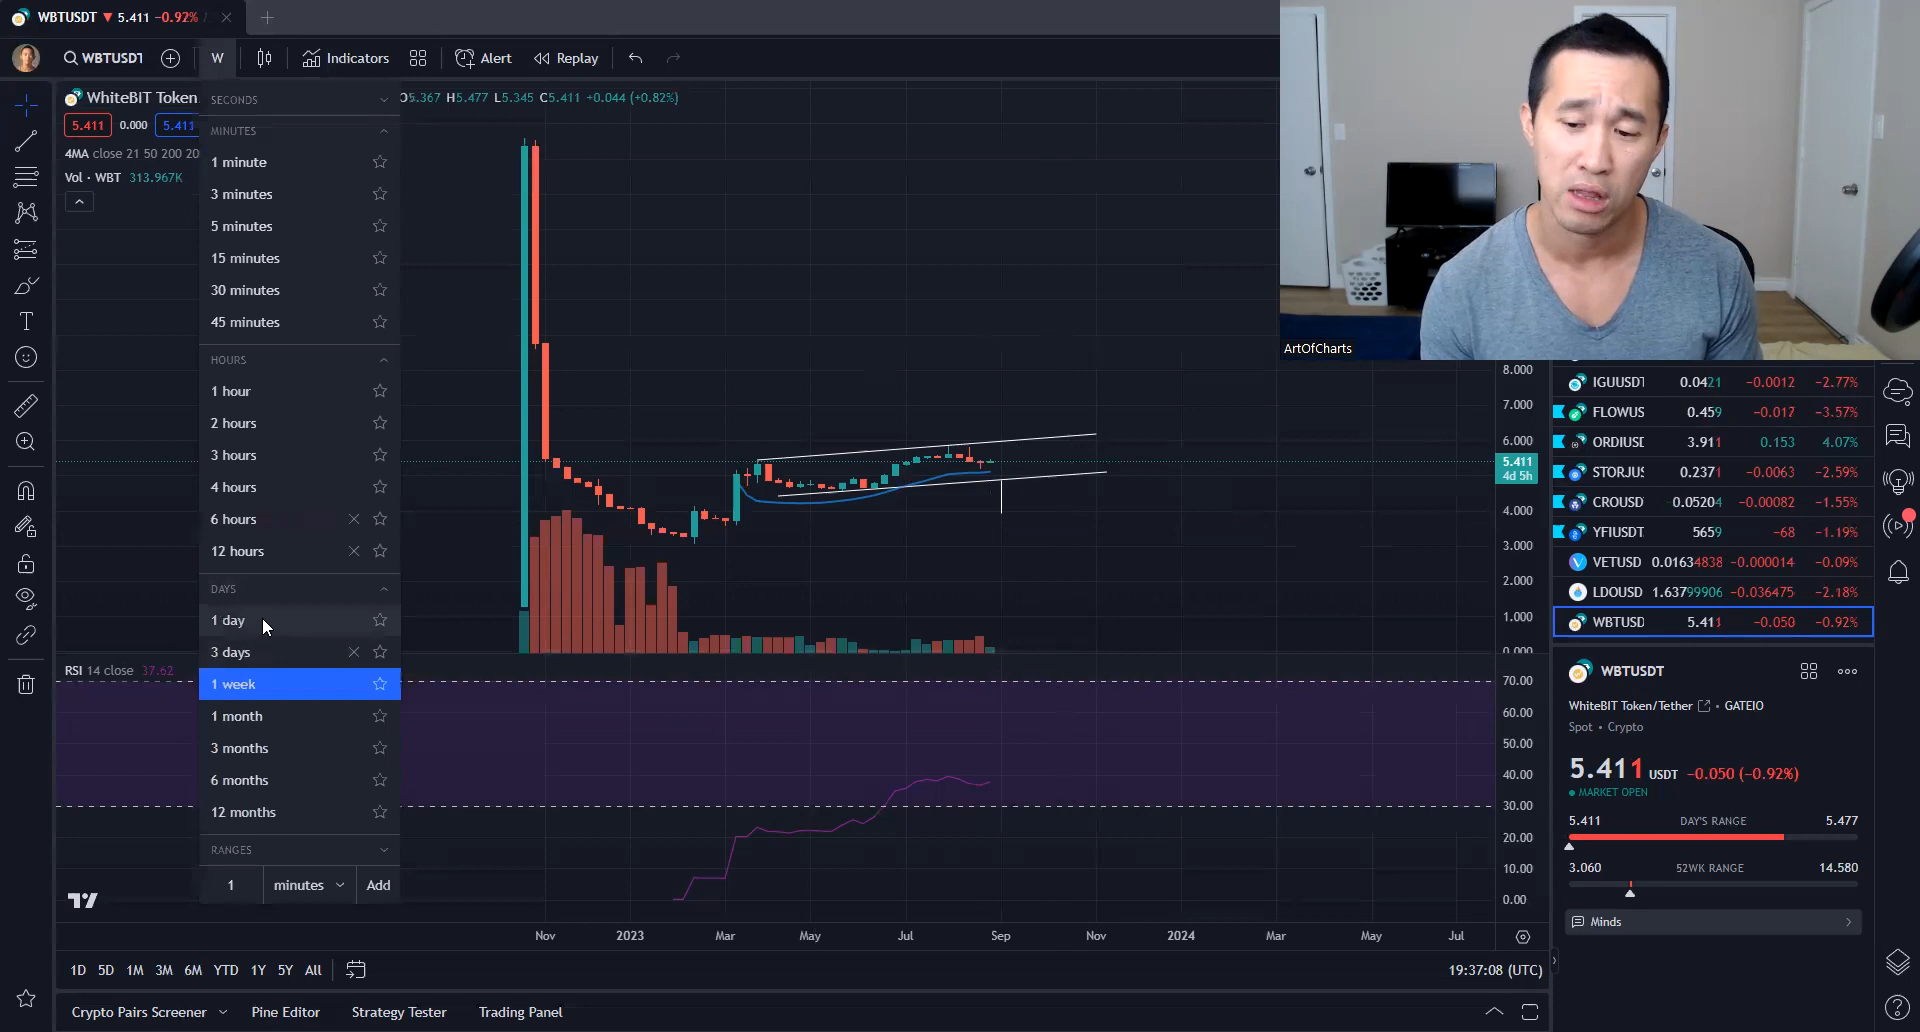 WBTUSDT ▼ 5.411 −0.92%
WBTUSDT
W
Indicators
Alert
Replay
WhiteBIT Token
O5.367 H5.477 L5.345 C5.411 +0.044 (+0.82%)
5.411 0.000 5.411
4MA close 21 50 200 20
Vol · WBT 313.967K
SECONDS
MINUTES
1 minute
3 minutes
5 minutes
15 minutes
30 minutes
45 minutes
HOURS
1 hour
2 hours
3 hours
4 hours
6 hours
12 hours
DAYS
1 day
3 days
1 week
1 month
3 months
6 months
12 months
RANGES
1 minutes Add
RSI 14 close 37.62
ArtOfCharts
8.000
7.000
6.000
5.411
4d 5h
4.000
3.000
2.000
1.000
0.000
70.00
60.00
50.00
40.00
30.00
20.00
10.00
0.00
Nov 2023 Mar May Jul Sep Nov 2024 Mar May Jul
1D 5D 1M 3M 6M YTD 1Y 5Y All
19:37:08 (UTC)
Crypto Pairs Screener Pine Editor Strategy Tester Trading Panel
IGUUSDT 0.0421 −0.0012 −2.77%
FLOWUS 0.459 −0.017 −3.57%
ORDIUSD 3.911 0.153 4.07%
STORJUS 0.2371 −0.0063 −2.59%
CROUSD 0.05204 −0.00082 −1.55%
YFIUSDT 5659 −68 −1.19%
VETUSD 0.01634838 −0.000014 −0.09%
LDOUSD 1.63799906 −0.036475 −2.18%
WBTUSD 5.411 −0.050 −0.92%
WBTUSDT
WhiteBIT Token/Tether • GATEIO
Spot • Crypto
5.411 USDT −0.050 (−0.92%)
MARKET OPEN
5.411 DAY'S RANGE 5.477
3.060 52WK RANGE 14.580
Minds